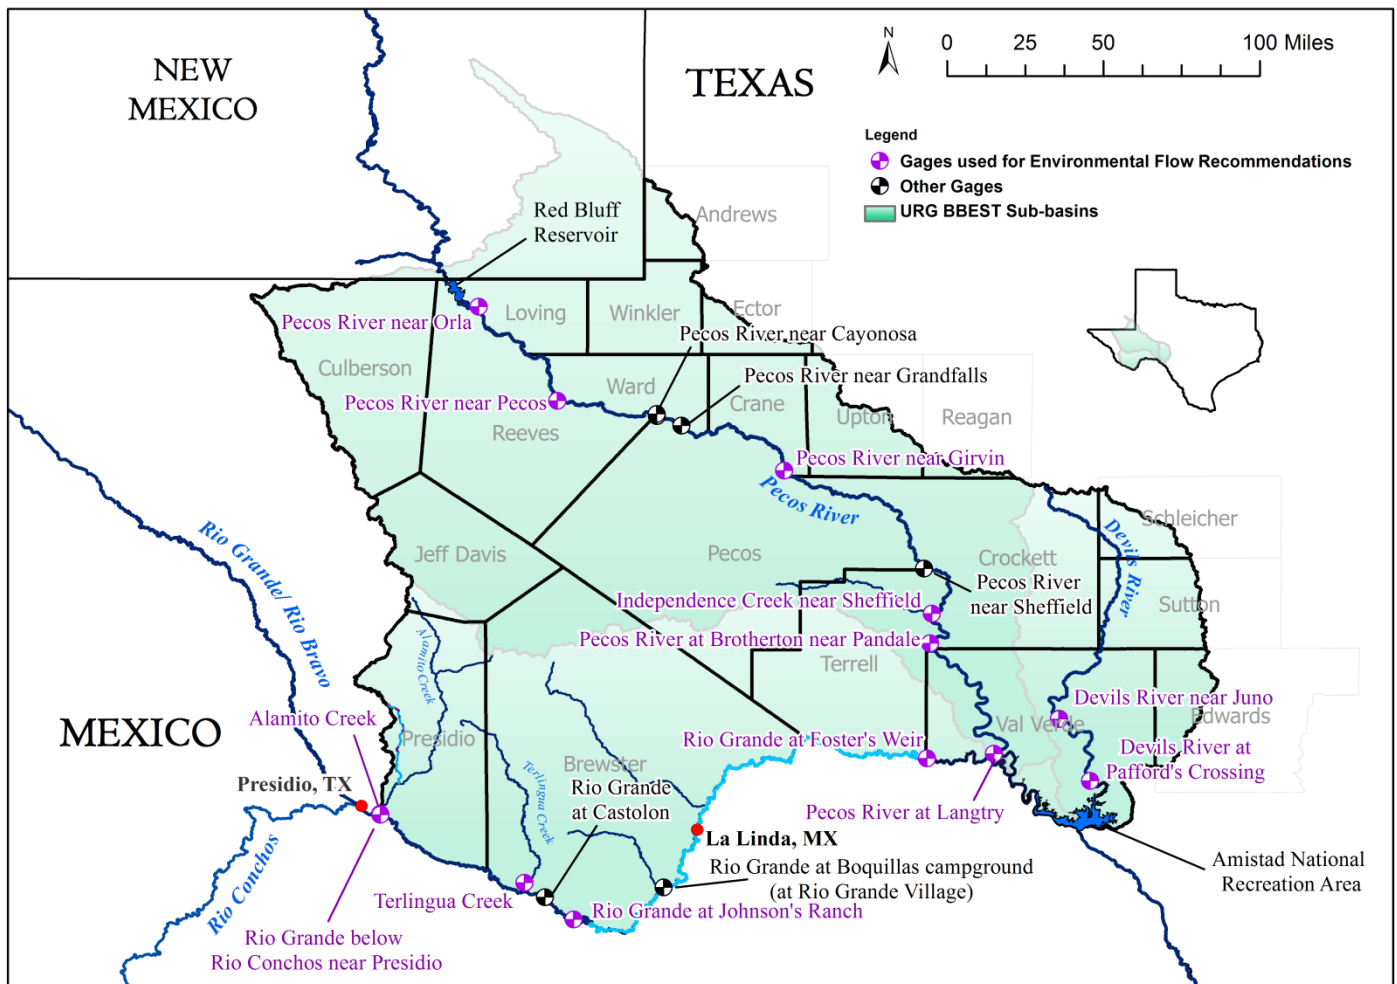 NEW
MEXICO
TEXAS
N
0 25 50 100 Miles
Legend
Gages used for Environmental Flow Recommendations
Other Gages
URG BBEST Sub-basins
Andrews
Red Bluff
Reservoir
Pecos River near Orla
Loving
Winkler
Ector
Pecos River near Cayonosa
Culberson
Ward
Pecos River near Grandfalls
Pecos River near Pecos
Crane
Upton
Reagan
Reeves
Pecos River near Girvin
Pecos River
Schleicher
Devils River
Rio Grande/ Rio Bravo
Jeff Davis
Pecos
Crockett
Pecos River
near Sheffield
Independence Creek near Sheffield
Sutton
Pecos River at Brotherton near Pandale
Terrell
Alamito Creek
MEXICO
Alamito Creek
Presidio
Devils River near Juno
Val Verde
Edwards
Rio Grande at Foster's Weir
Devils River at
Pafford's Crossing
Brewster
Terlingua Creek
Presidio, TX
Rio Grande
at Castolon
Pecos River at Langtry
La Linda, MX
Rio Conchos
Rio Grande at Boquillas campground
(at Rio Grande Village)
Amistad National
Recreation Area
Terlingua Creek
Rio Grande at Johnson's Ranch
Rio Grande below
Rio Conchos near Presidio